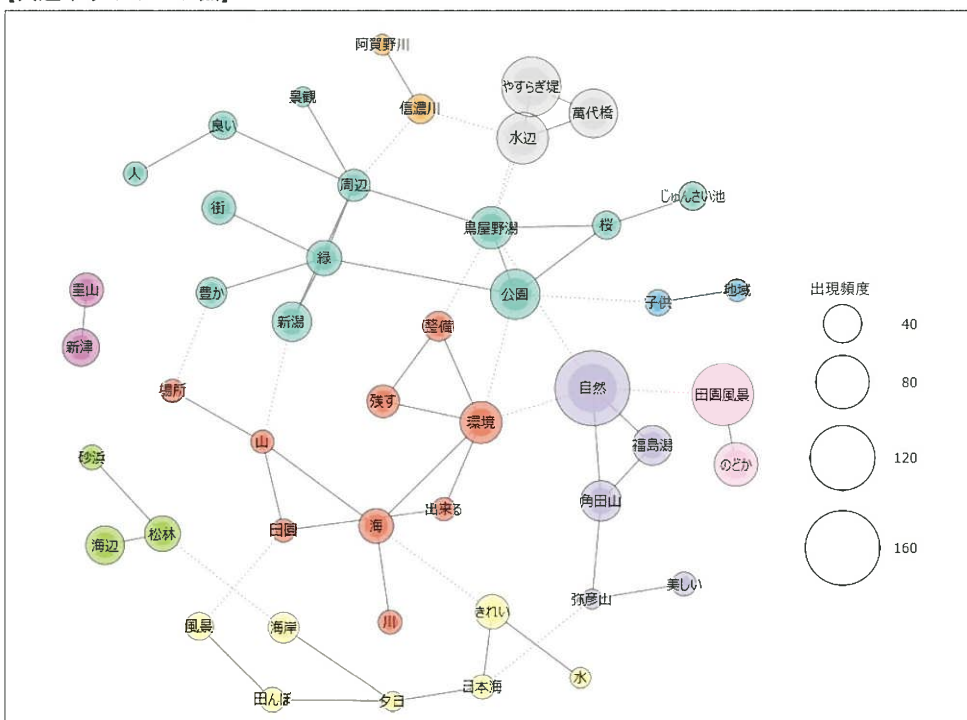 阿賀野川
やすらぎ堤
景観
信濃川
萬代橋
良い
水辺
人
周辺
じゅんさい池
街
鳥屋野潟
桜
緑
里山
豊か
公園
子供
地域
出現頻度
新潟
整備
40
新津
場所
残す
自然
田園風景
80
環境
山
福島潟
砂浜
のどか
120
角田山
出来る
海辺
松林
田園
海
160
美しい
弥彦山
風景
海岸
川
きれい
水
田んぼ
夕日
日本海